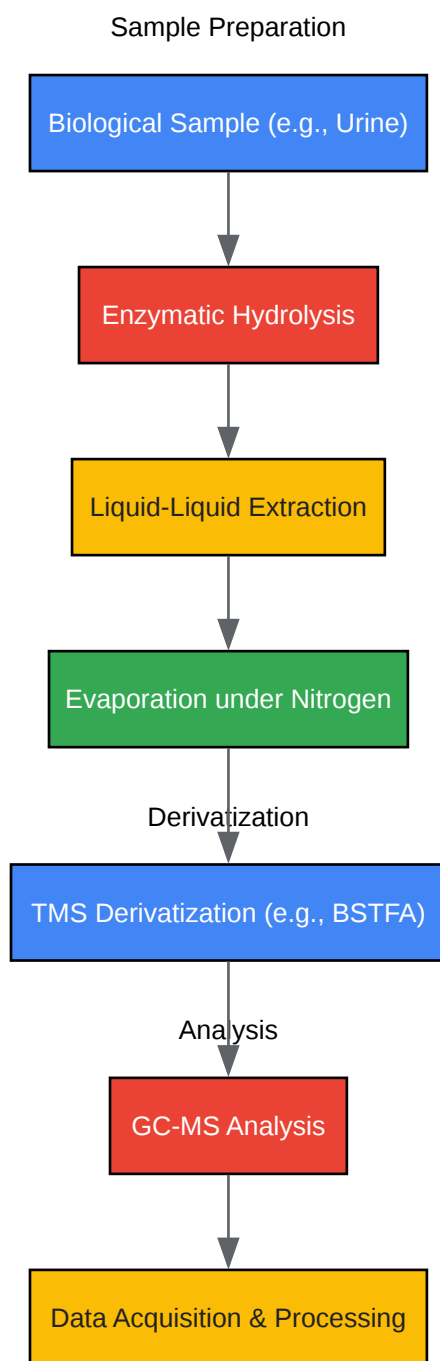 Sample Preparation
Biological Sample (e.g., Urine)
Enzymatic Hydrolysis
Liquid-Liquid Extraction
Evaporation under Nitrogen
Derivatization
TMS Derivatization (e.g., BSTFA)
Analysis
GC-MS Analysis
Data Acquisition & Processing